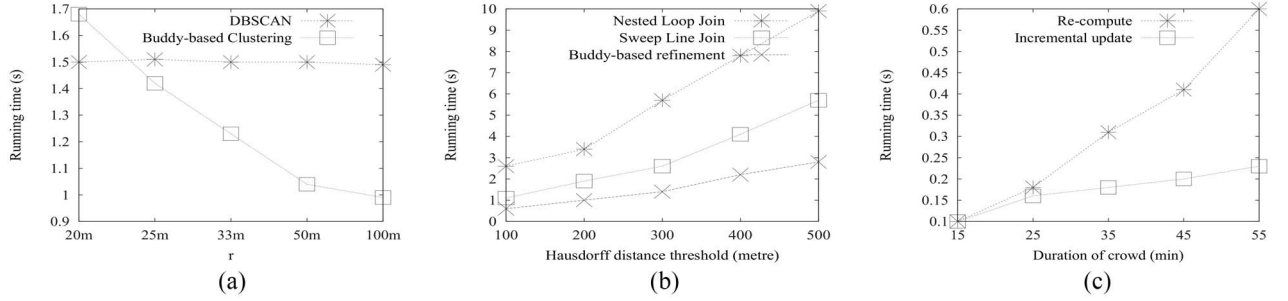 DBSCAN
Buddy-based Clustering
Running time (s)
1.7
1.6
1.5
1.4
1.3
1.2
1.1
1
0.9
20m 25m 33m 50m 100m
r
(a)
Nested Loop Join
Sweep Line Join
Buddy-based refinement
Running time (s)
10
9
8
7
6
5
4
3
2
1
0
100 200 300 400 500
Hausdorff distance threshold (metre)
(b)
Re-compute
Incremental update
Running time (s)
0.6
0.55
0.5
0.45
0.4
0.35
0.3
0.25
0.2
0.15
0.1
15 25 35 45 55
Duration of crowd (min)
(c)